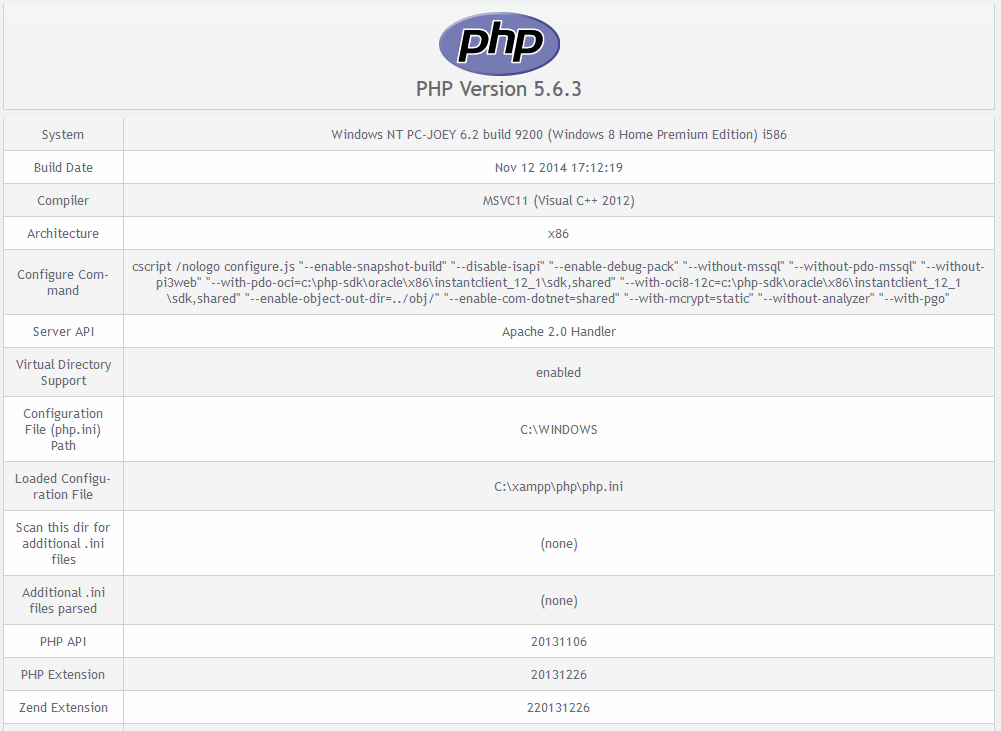 php
PHP Version 5.6.3
System
Windows NT PC-JOEY 6.2 build 9200 (Windows 8 Home Premium Edition) i586
Build Date
Nov 12 2014 17:12:19
Compiler
MSVC11 (Visual C++ 2012)
Architecture
x86
Configure Com-
mand
cscript /nologo configure.js "--enable-snapshot-build" "--disable-isapi" "--enable-debug-pack" "--without-mssql" "--without-pdo-mssql" "--without-
pi3web" "--with-pdo-oci=c:\php-sdk\oracle\x86\instantclient_12_1\sdk,shared" "--with-oci8-12c=c:\php-sdk\oracle\x86\instantclient_12_1
\sdk,shared" "--enable-object-out-dir=../obj/" "--enable-com-dotnet=shared" "--with-mcrypt=static" "--without-analyzer" "--with-pgo"
Server API
Apache 2.0 Handler
Virtual Directory
Support
enabled
Configuration
File (php.ini)
Path
C:\WINDOWS
Loaded Configu-
ration File
C:\xampp\php\php.ini
Scan this dir for
additional .ini
files
(none)
Additional .ini
files parsed
(none)
PHP API
20131106
PHP Extension
20131226
Zend Extension
220131226